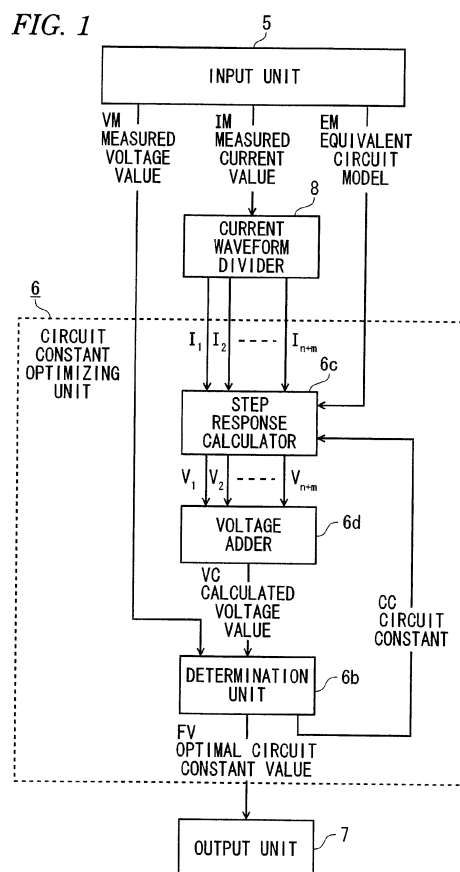 FIG. 1
5
INPUT UNIT
VM
MEASURED
VOLTAGE
VALUE
IM
MEASURED
CURRENT
VALUE
EM
EQUIVALENT
CIRCUIT
MODEL
8
CURRENT
WAVEFORM
DIVIDER
6
CIRCUIT
CONSTANT
OPTIMIZING
UNIT
I1 I2 ---- In+m
6c
STEP
RESPONSE
CALCULATOR
V1 V2 ---- Vn+m
6d
VOLTAGE
ADDER
VC
CALCULATED
VOLTAGE
VALUE
CC
CIRCUIT
CONSTANT
DETERMINATION
UNIT
6b
FV
OPTIMAL CIRCUIT
CONSTANT VALUE
7
OUTPUT UNIT